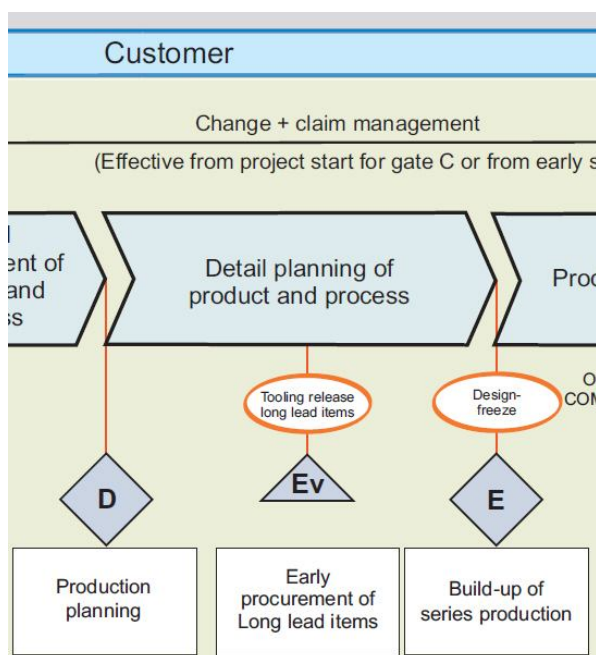 Customer
Change + claim management
(Effective from project start for gate C or from early s
ent of
and
ss
Detail planning of
product and process
Proc
Tooling release
long lead items
Design-
freeze
O
COM
D
Ev
E
Production
planning
Early
procurement of
Long lead items
Build-up of
series production